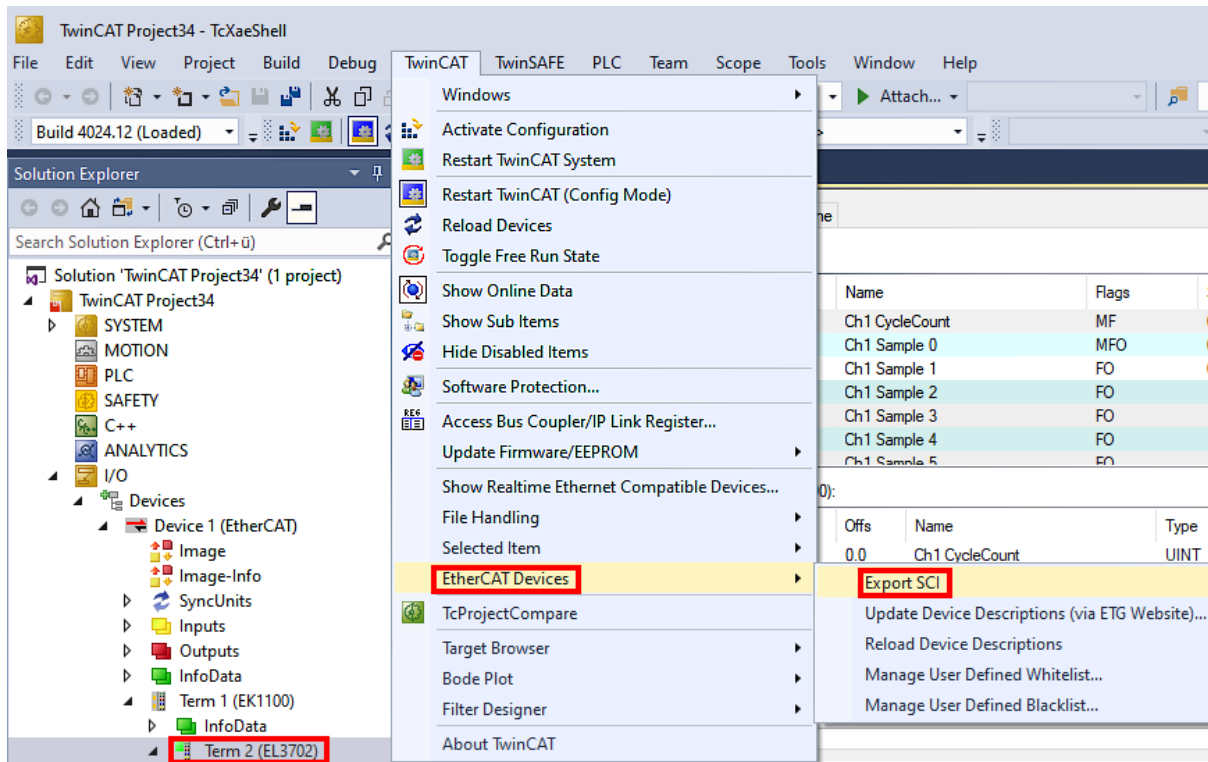 TwinCAT Project34 - TcXaeShell
File Edit View Project Build Debug TwinCAT TwinSAFE PLC Team Scope Tools Window Help
Attach...
Build 4024.12 (Loaded)
Solution Explorer
Search Solution Explorer (Ctrl+ü)
Solution 'TwinCAT Project34' (1 project)
TwinCAT Project34
SYSTEM
MOTION
PLC
SAFETY
C++
ANALYTICS
I/O
Devices
Device 1 (EtherCAT)
Image
Image-Info
SyncUnits
Inputs
Outputs
InfoData
Term 1 (EK1100)
InfoData
Term 2 (EL3702)
Windows
Activate Configuration
Restart TwinCAT System
Restart TwinCAT (Config Mode)
Reload Devices
Toggle Free Run State
Show Online Data
Show Sub Items
Hide Disabled Items
Software Protection...
REG
Access Bus Coupler/IP Link Register...
Update Firmware/EEPROM
Show Realtime Ethernet Compatible Devices...
File Handling
Selected Item
EtherCAT Devices
TcProjectCompare
Target Browser
Bode Plot
Filter Designer
About TwinCAT
Export SCI
Update Device Descriptions (via ETG Website)...
Reload Device Descriptions
Manage User Defined Whitelist...
Manage User Defined Blacklist...
Name Flags
Ch1 CycleCount MF
Ch1 Sample 0 MFO
Ch1 Sample 1 FO
Ch1 Sample 2 FO
Ch1 Sample 3 FO
Ch1 Sample 4 FO
Ch1 Sample 5 FO
Offs Name Type
0.0 Ch1 CycleCount UINT